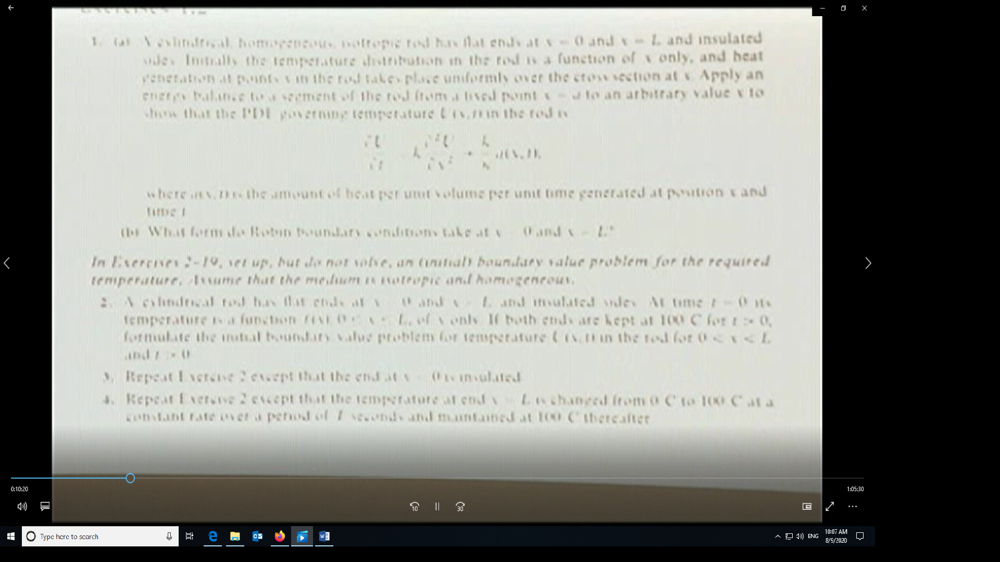 Exercises 1.2
1. (a) A cylindrical, homogeneous, isotropic rod has flat ends at x = 0 and x = L and insulated
sides. Initially the temperature distribution in the rod is a function of x only, and heat
generation at points x in the rod takes place uniformly over the cross section at x. Apply an
energy balance to a segment of the rod from a fixed point x = a to an arbitrary value x to
show that the PDE governing temperature U(x, t) in the rod is
∂U/∂t = k ∂²U/∂x² + k/κ g(x, t),
where g(x, t) is the amount of heat per unit volume per unit time generated at position x and
time t.
(b) What form do Robin boundary conditions take at x = 0 and x = L?
In Exercises 2-19, set up, but do not solve, an (initial) boundary value problem for the required
temperature. Assume that the medium is isotropic and homogeneous.
2. A cylindrical rod has flat ends at x = 0 and x = L and insulated sides. At time t = 0 its
temperature is a function f(x), 0 ≤ x ≤ L, of x only. If both ends are kept at 100°C for t > 0,
formulate the initial boundary value problem for temperature U(x, t) in the rod for 0 < x < L
and t > 0.
3. Repeat Exercise 2 except that the end at x = 0 is insulated.
4. Repeat Exercise 2 except that the temperature at end x = L is changed from 0°C to 100°C at a
constant rate over a period of T seconds and maintained at 100°C thereafter.
0:10:20
1:05:30
10
30
Type here to search
ENG
10:07 AM
8/9/2020